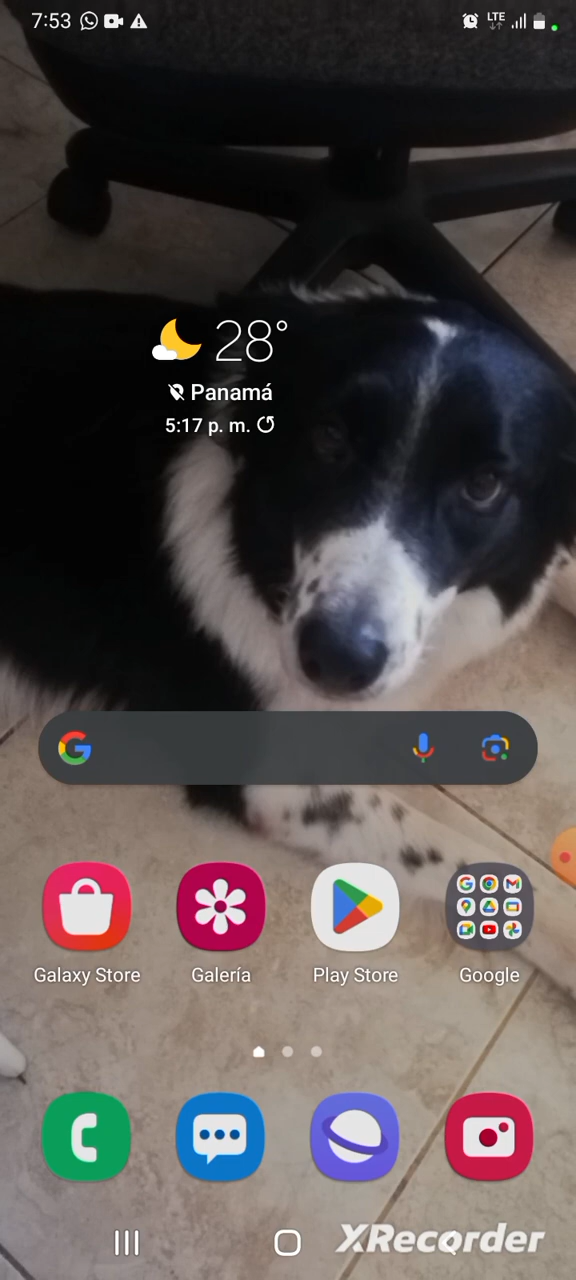 7:53
LTE
28°
Panamá
5:17 p. m.
Galaxy Store
Galería
Play Store
Google
XRecorder